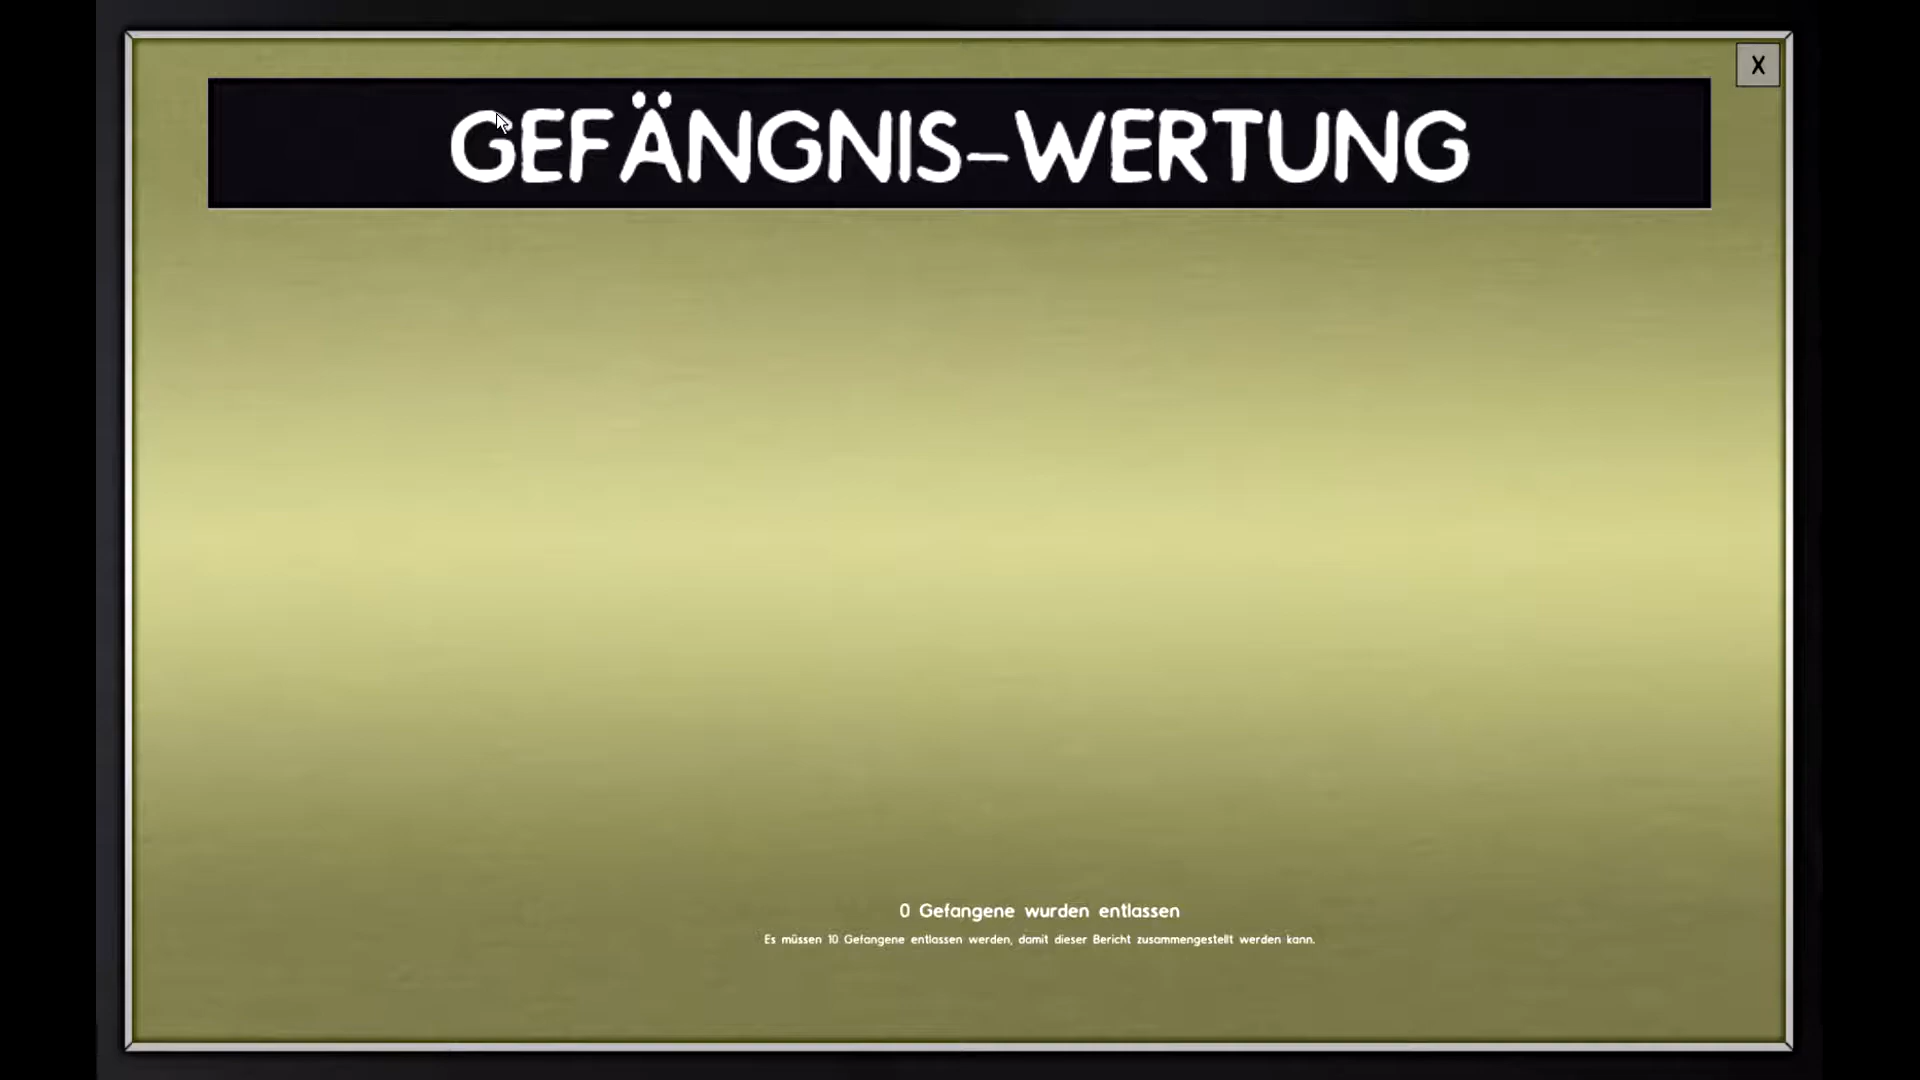 X
GEFÄNGNIS-WERTUNG
0 Gefangene wurden entlassen
Es müssen 10 Gefangene entlassen werden, damit dieser Bericht zusammengestellt werden kann.